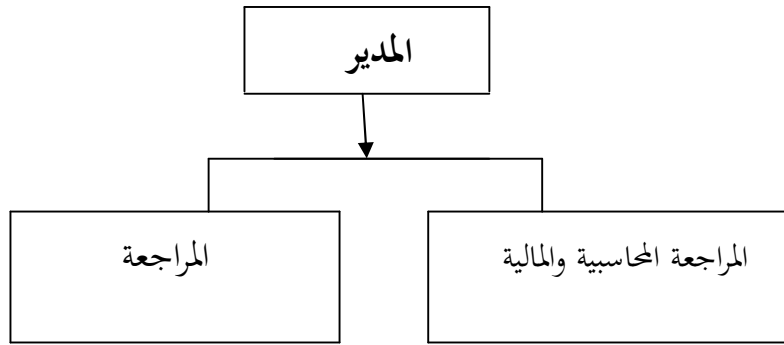 المدير
المراجعة المحاسبية والمالية
المراجعة